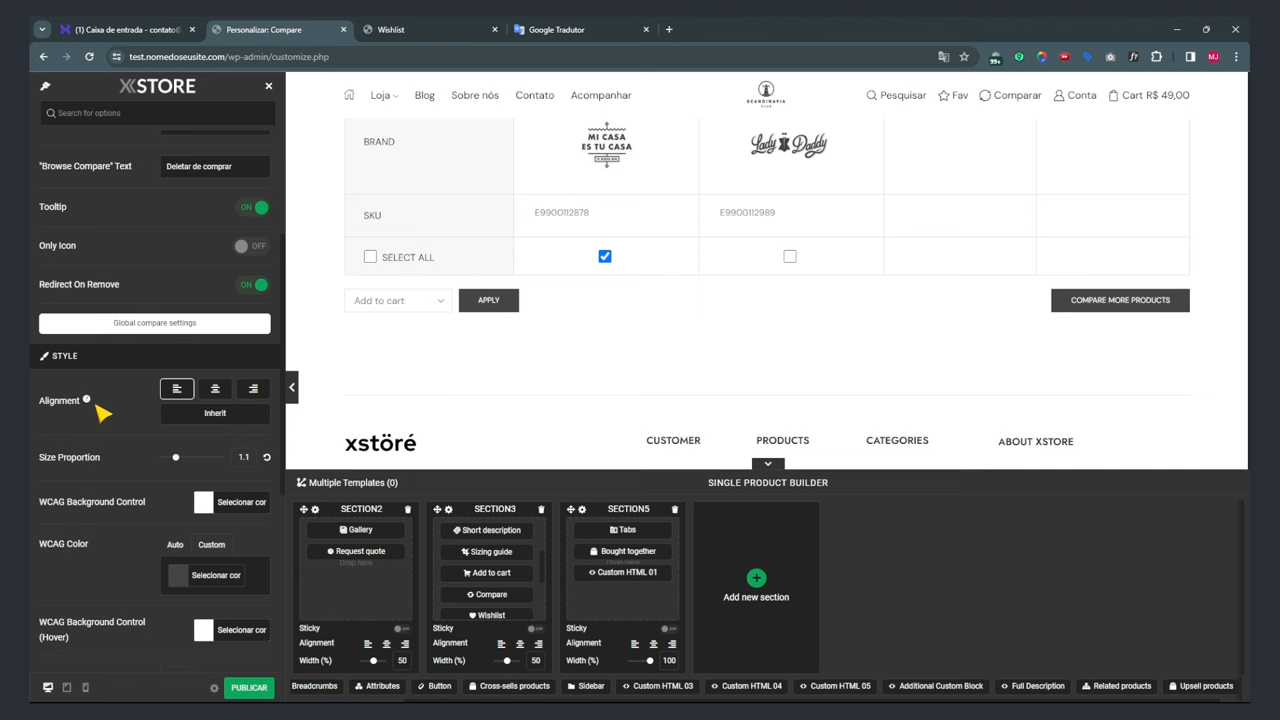 (1) Caixa de entrada - contato©
Personalizar: Compare
Wishlist
Google Tradutor
test.nomedoseusite.com/wp-admin/customize.php
99+
f?
MJ
XSTORE
Search for options
"Browse Compare" Text
Deletar de comprar
Tooltip
ON
Only Icon
OFF
Redirect On Remove
ON
Global compare settings
STYLE
Alignment
Inherit
Size Proportion
1.1
WCAG Background Control
Selecionar cor
WCAG Color
Auto
Custom
Selecionar cor
WCAG Background Control
(Hover)
Selecionar cor
PUBLICAR
Loja
Blog
Sobre nós
Contato
Acompanhar
SCANDINAVIA
Pesquisar
Fav
Comparar
Conta
Cart R$ 49,00
BRAND
MI CASA
ES TU CASA
Lady Daddy
SKU
E9900112878
E9900112989
SELECT ALL
Add to cart
APPLY
COMPARE MORE PRODUCTS
xstöré
CUSTOMER
PRODUCTS
CATEGORIES
ABOUT XSTORE
Multiple Templates (0)
SINGLE PRODUCT BUILDER
SECTION2
Gallery
Request quote
Drop here
Sticky
Alignment
Width (%)
50
SECTION3
Short description
Sizing guide
Add to cart
Compare
Wishlist
Sticky
Alignment
Width (%)
50
SECTION5
Tabs
Bought together
Drop here
Custom HTML 01
Sticky
Alignment
Width (%)
100
Add new section
Breadcrumbs
Attributes
Button
Cross-sells products
Sidebar
Custom HTML 03
Custom HTML 04
Custom HTML 05
Additional Custom Block
Full Description
Related products
Upsell products